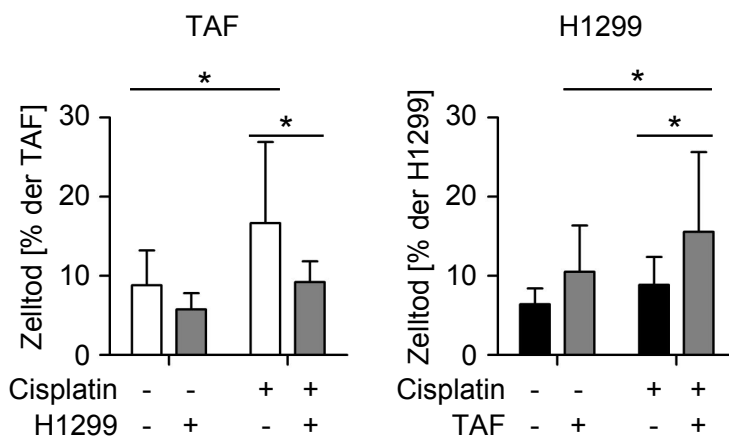 TAF
*
*
Zelltod [% der TAF]
30
20
10
0
Cisplatin - - + +
H1299 - + - +
H1299
*
*
Zelltod [% der H1299]
30
20
10
0
Cisplatin - - + +
TAF - + - +